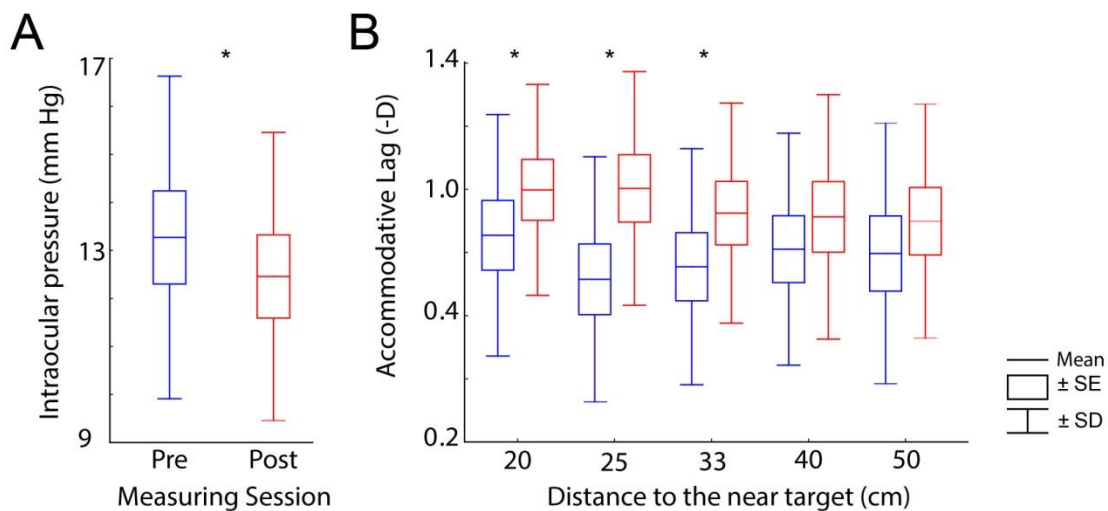 A
*
Intraocular pressure (mm Hg)
17
13
9
Pre Post
Measuring Session
B
* * *
Accommodative Lag (-D)
1.4
1.0
0.4
0.2
20 25 33 40 50
Distance to the near target (cm)
Mean
± SE
± SD